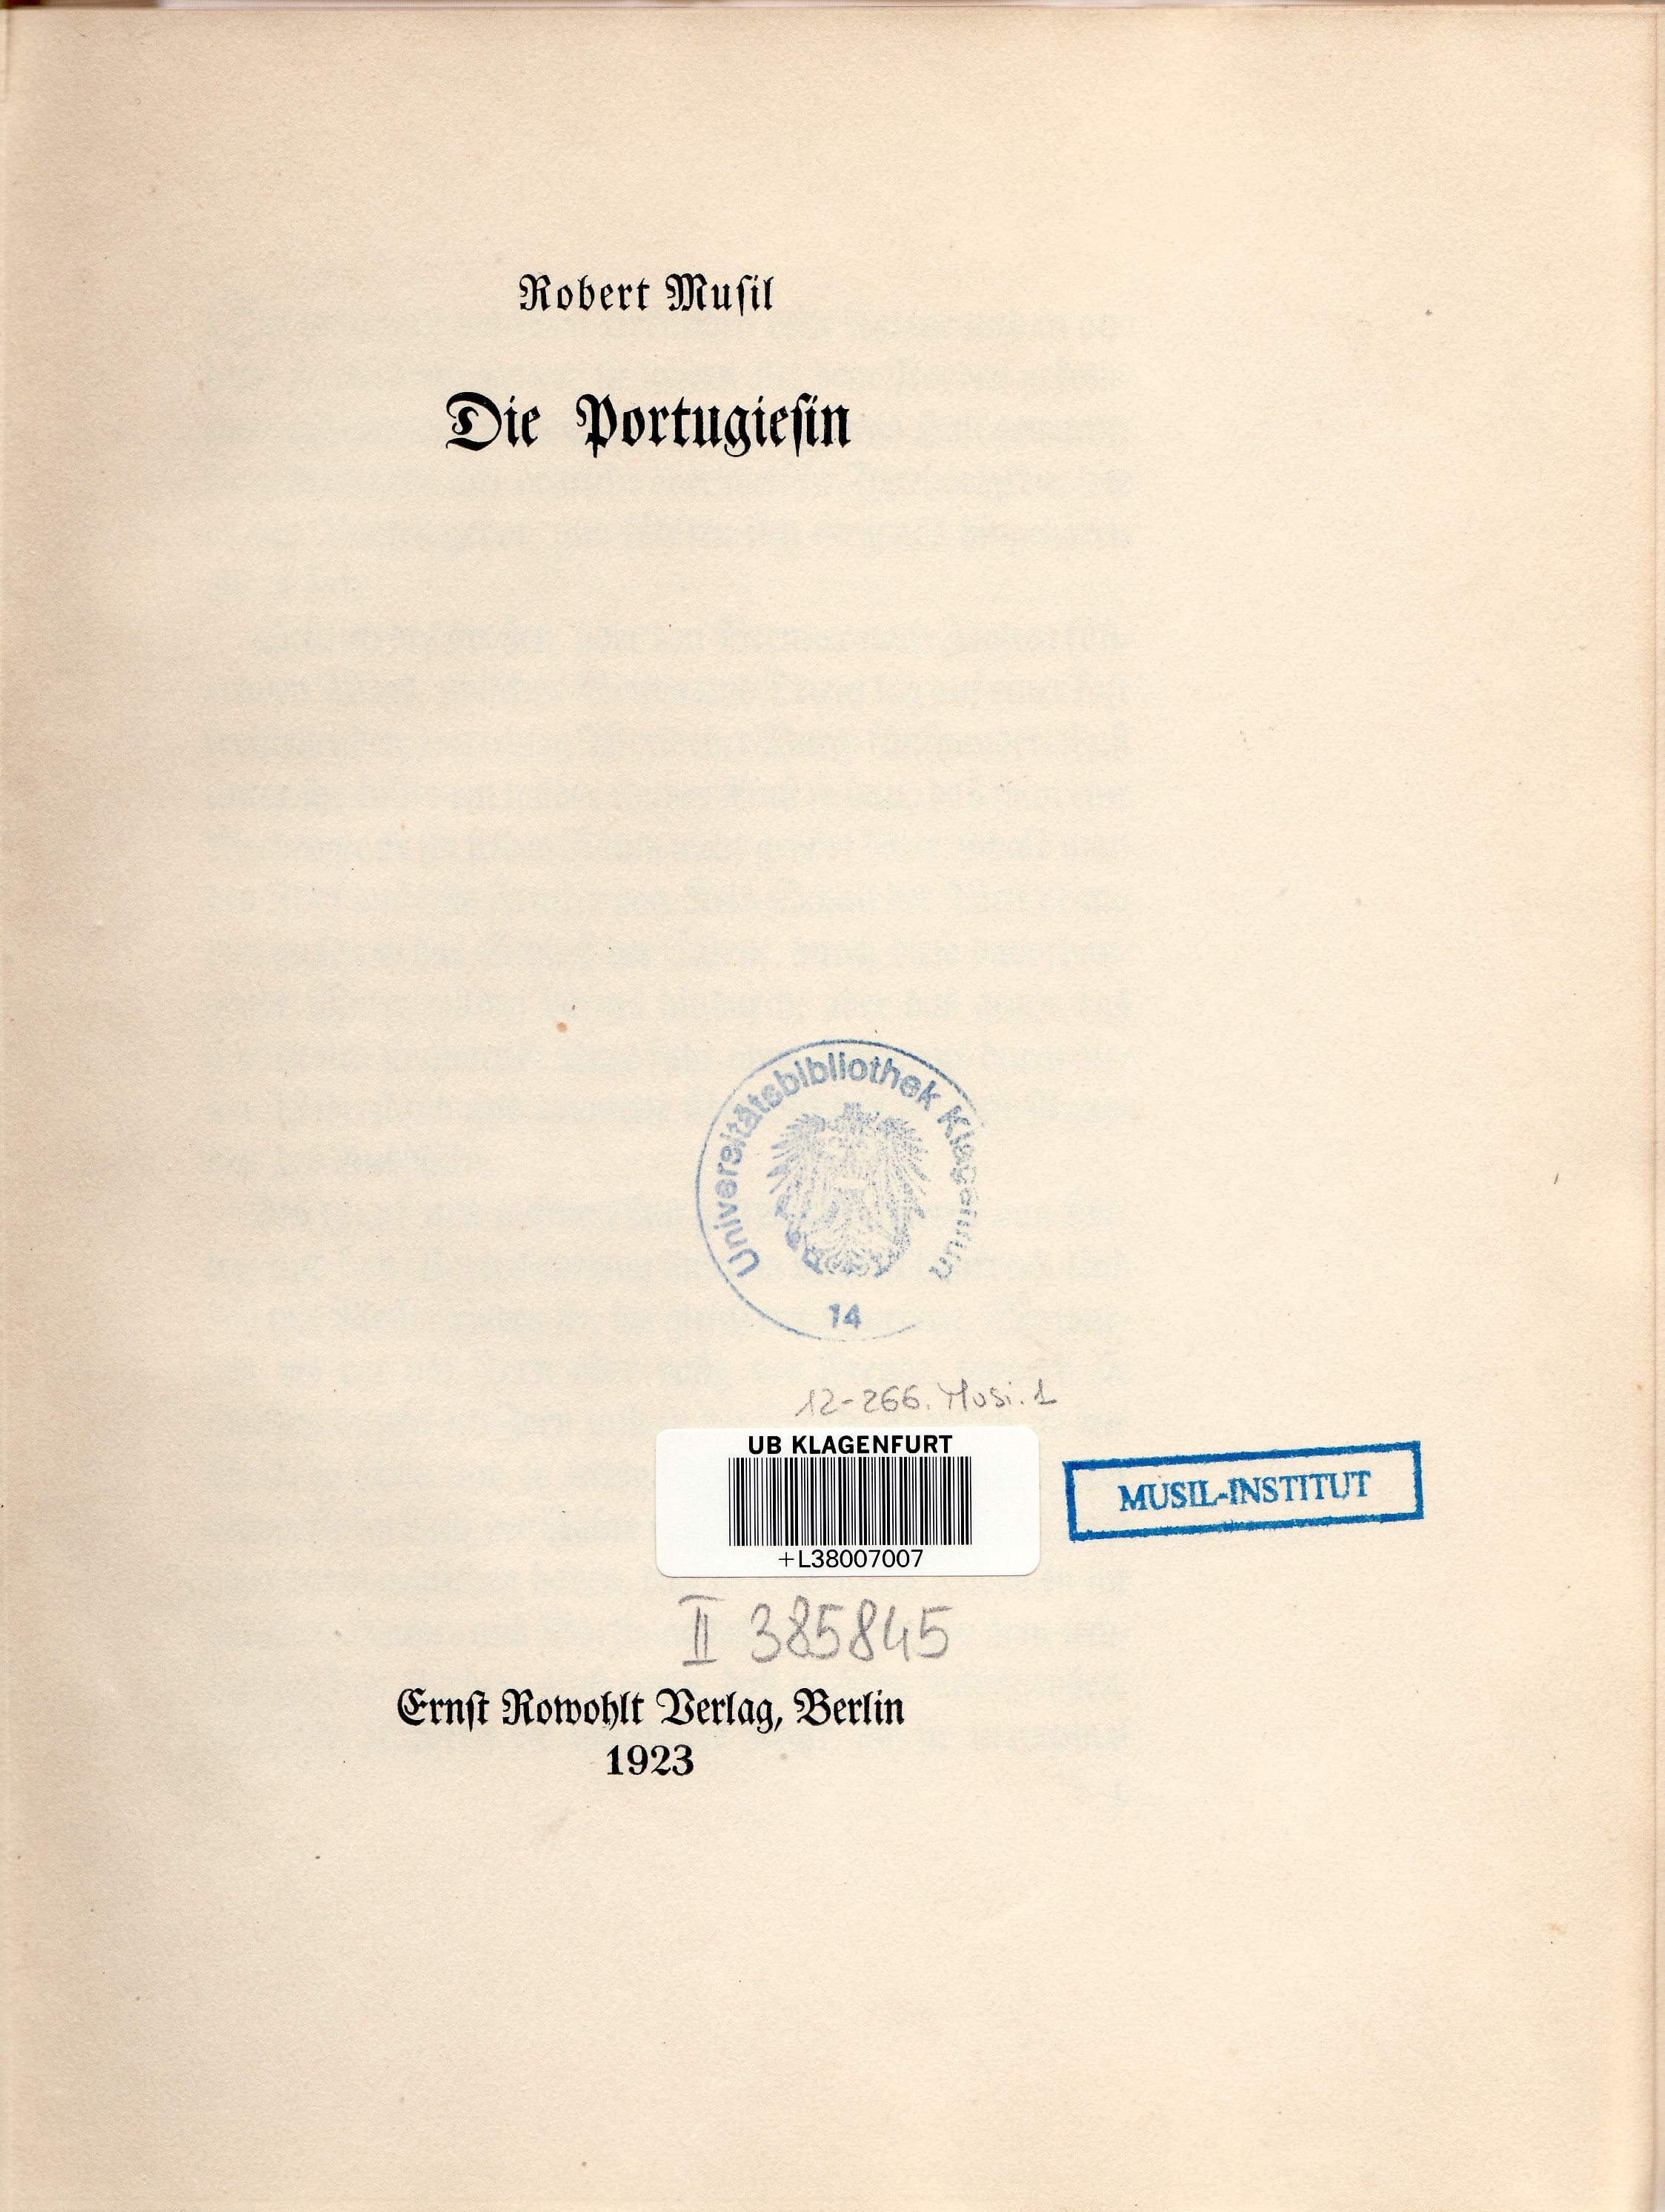 Robert Muſil
Die Portugieſin
Universitätsbibliothek Klagenfurt
14
12-266. Musi. 1
UB KLAGENFURT
+L38007007
MUSIL-INSTITUT
II 385845
Ernſt Rowohlt Verlag, Berlin
1923